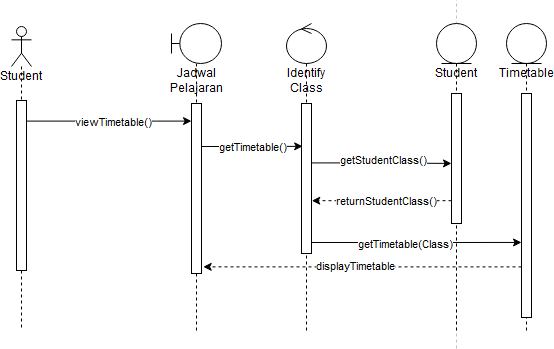 Student
Jadwal
Pelajaran
Identify
Class
Student
Timetable
viewTimetable()
getTimetable()
getStudentClass()
returnStudentClass()
getTimetable(Class)
displayTimetable